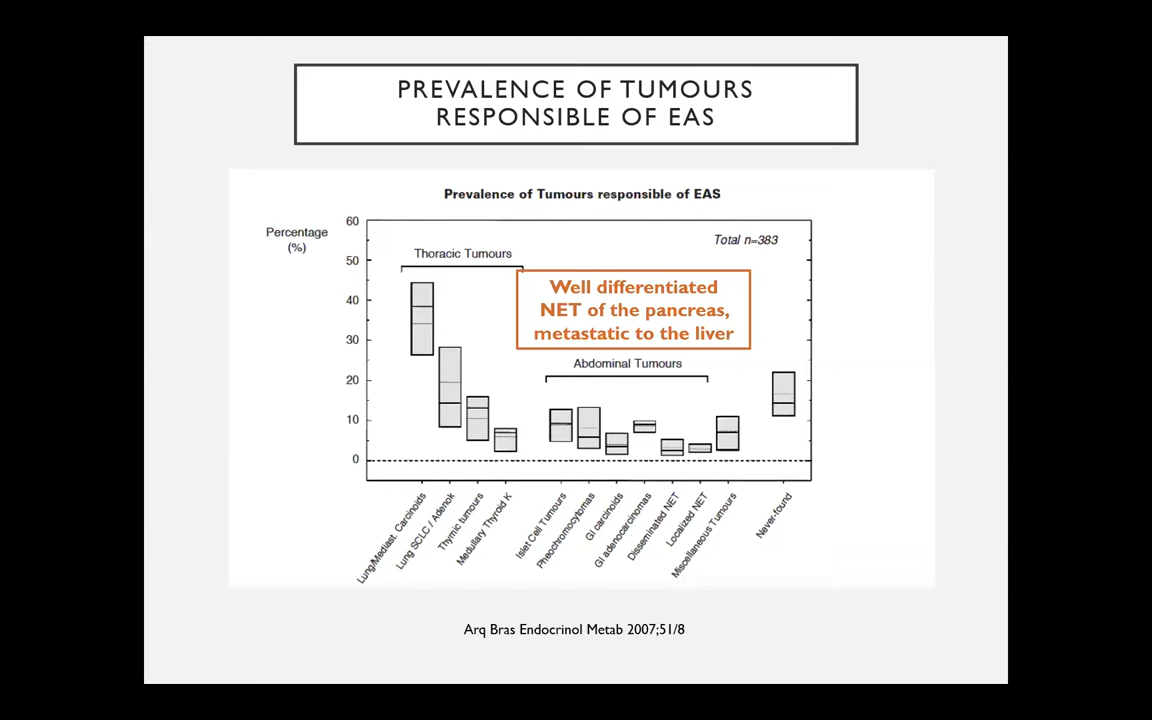 PREVALENCE OF TUMOURS
RESPONSIBLE OF EAS
Prevalence of Tumours responsible of EAS
Percentage
(%)
60
50
40
30
20
10
0
Total n=383
Thoracic Tumours
Well differentiated
NET of the pancreas,
metastatic to the liver
Abdominal Tumours
Lung/Mediast. Carcinoids
Lung SCLC / Adenok
Thymic tumours
Medullary Thyroid K
Islet Cell Tumours
Pheochromocytomas
GI carcinoids
GI adenocarcinomas
Disseminated NET
Localized NET
Miscellaneous Tumours
Never-found
Arq Bras Endocrinol Metab 2007;51/8